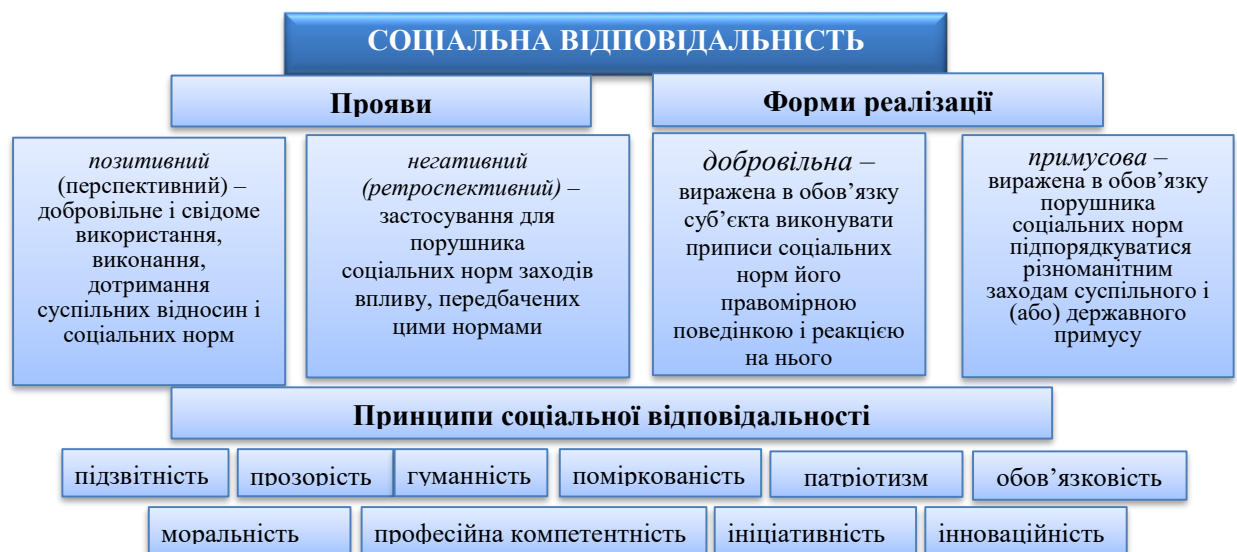 СОЦІАЛЬНА ВІДПОВІДАЛЬНІСТЬ
Прояви
Форми реалізації
позитивний
(перспективний) –
добровільне і свідоме
використання,
виконання,
дотримання
суспільних відносин і
соціальних норм
негативний
(ретроспективний) –
застосування для
порушника
соціальних норм заходів
впливу, передбачених
цими нормами
добровільна –
виражена в обов’язку
суб’єкта виконувати
приписи соціальних
норм його
правомірною
поведінкою і реакцією
на нього
примусова –
виражена в обов’язку
порушника
соціальних норм
підпорядкуватися
різноманітним
заходам суспільного і
(або) державного
примусу
Принципи соціальної відповідальності
підзвітність
прозорість
гуманність
поміркованість
патріотизм
обов’язковість
моральність
професійна компетентність
ініціативність
інноваційність